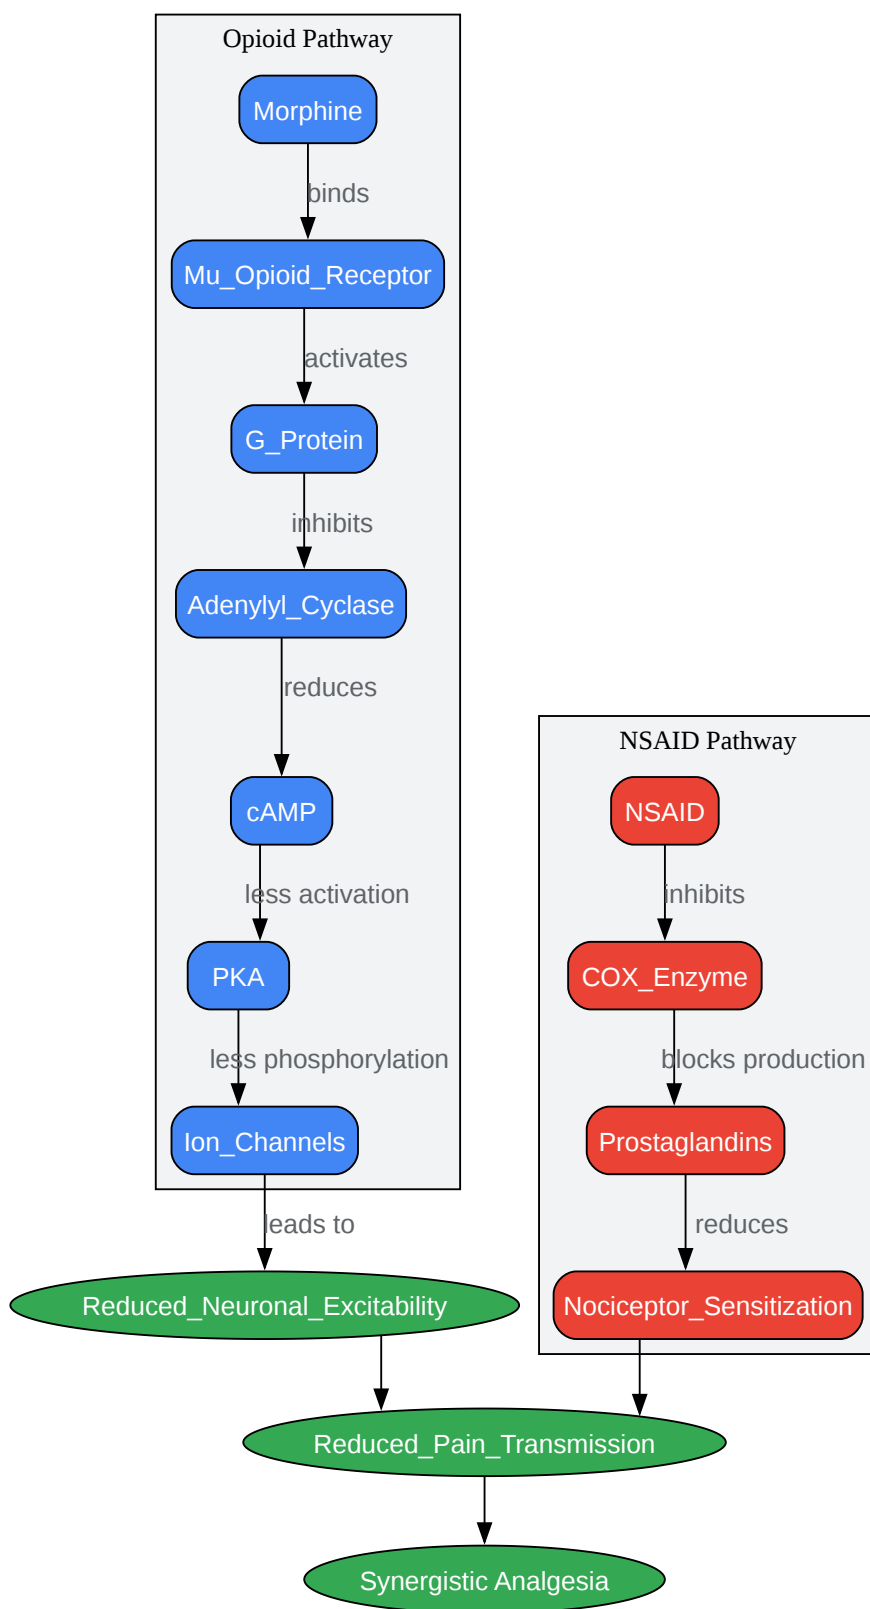 Opioid Pathway
Morphine
binds
Mu_Opioid_Receptor
activates
G_Protein
inhibits
Adenylyl_Cyclase
reduces
cAMP
less activation
PKA
less phosphorylation
Ion_Channels
leads to
Reduced_Neuronal_Excitability
NSAID Pathway
NSAID
inhibits
COX_Enzyme
blocks production
Prostaglandins
reduces
Nociceptor_Sensitization
Reduced_Pain_Transmission
Synergistic Analgesia